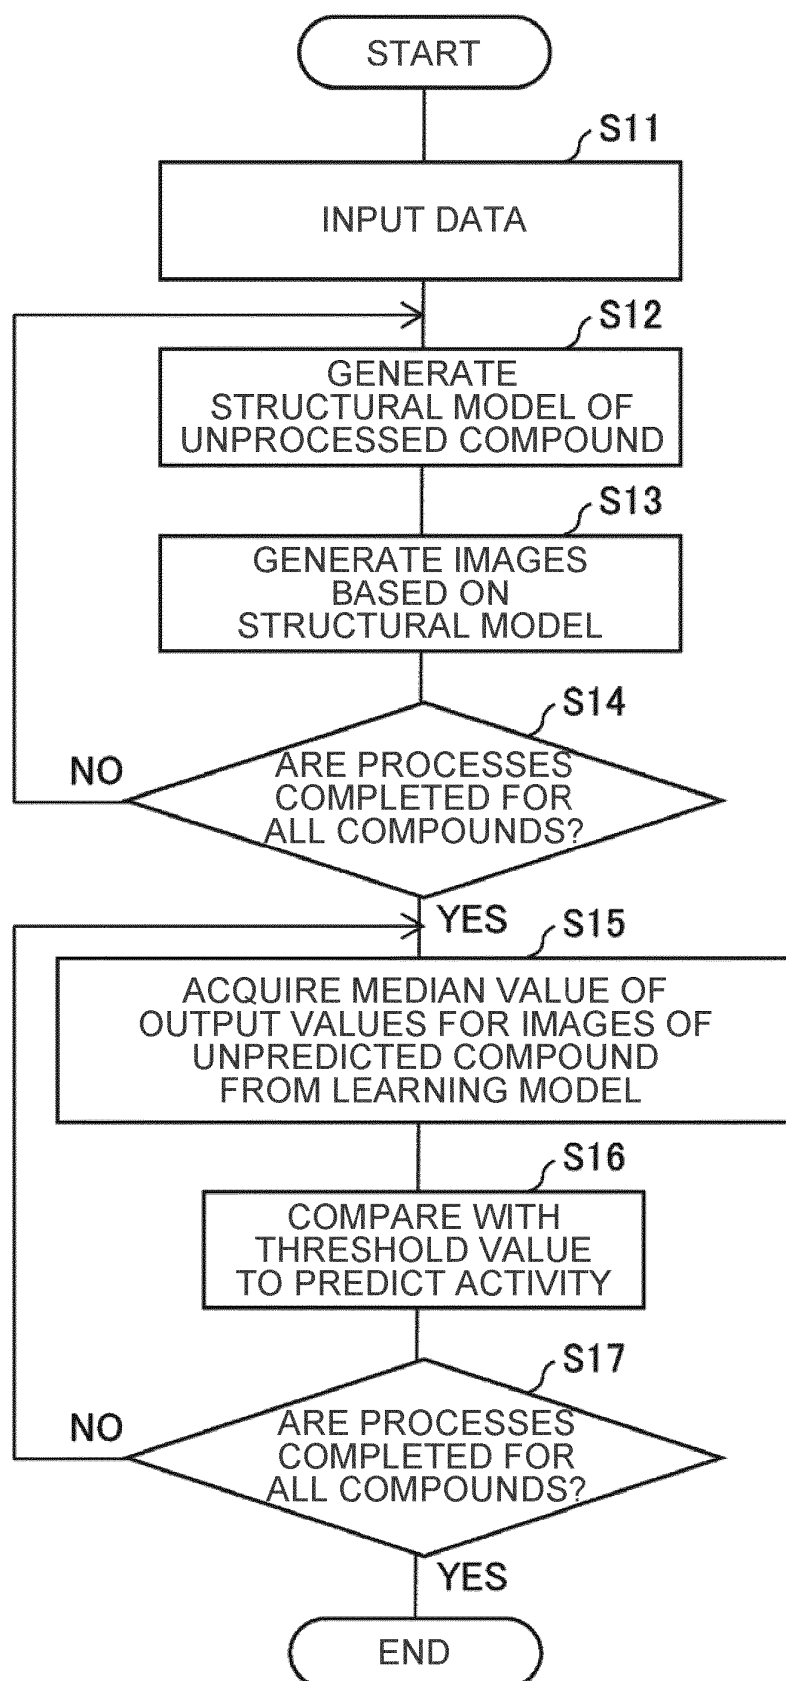 START
S11
INPUT DATA
S12
GENERATE
STRUCTURAL MODEL OF
UNPROCESSED COMPOUND
S13
GENERATE IMAGES
BASED ON
STRUCTURAL MODEL
S14
NO
ARE PROCESSES
COMPLETED FOR
ALL COMPOUNDS?
YES
S15
ACQUIRE MEDIAN VALUE OF
OUTPUT VALUES FOR IMAGES OF
UNPREDICTED COMPOUND
FROM LEARNING MODEL
S16
COMPARE WITH
THRESHOLD VALUE
TO PREDICT ACTIVITY
S17
NO
ARE PROCESSES
COMPLETED FOR
ALL COMPOUNDS?
YES
END